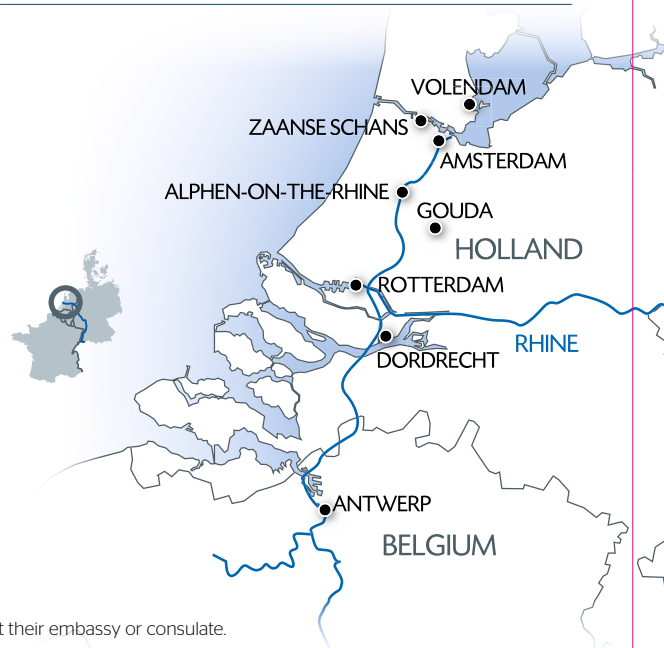 VOLENDAM
ZAANSE SCHANS
AMSTERDAM
ALPHEN-ON-THE-RHINE
GOUDA
HOLLAND
ROTTERDAM
RHINE
DORDRECHT
ANTWERP
BELGIUM
t their embassy or consulate.